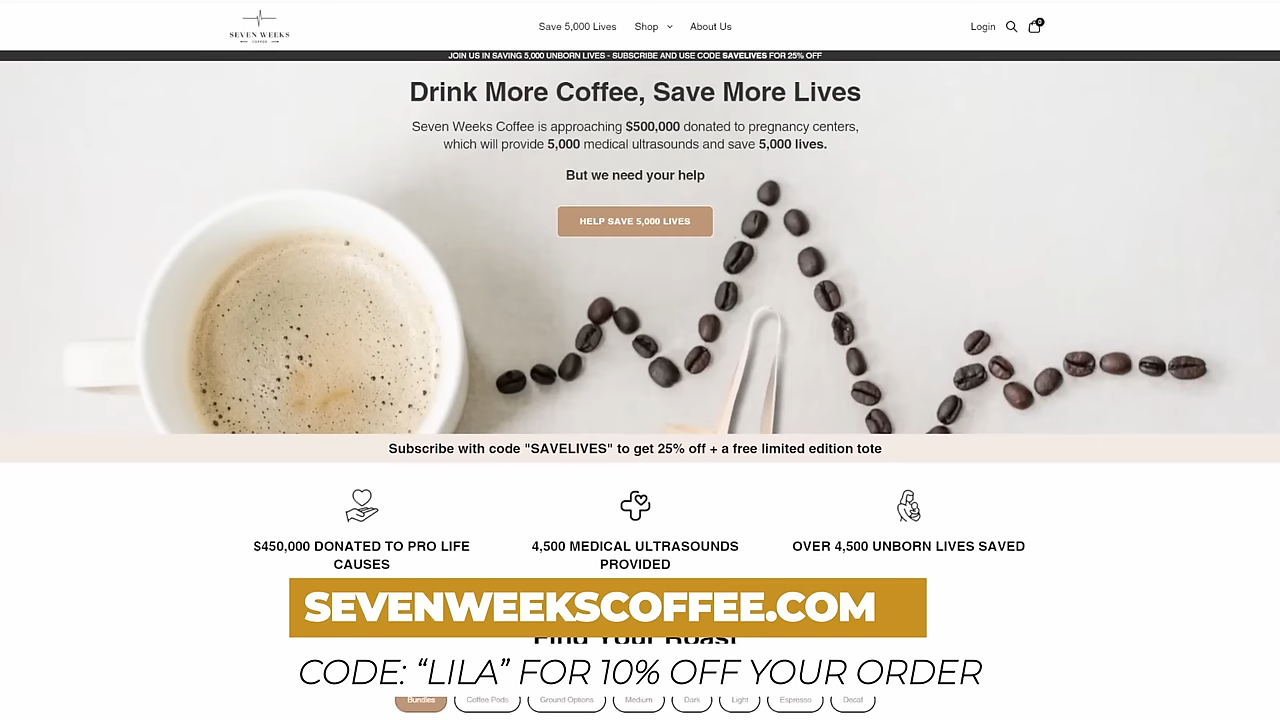 SEVEN WEEKS
COFFEE
Save 5,000 Lives
Shop
About Us
Login
0
JOIN US IN SAVING 5,000 UNBORN LIVES - SUBSCRIBE AND USE CODE SAVELIVES FOR 25% OFF
Drink More Coffee, Save More Lives
Seven Weeks Coffee is approaching $500,000 donated to pregnancy centers,
which will provide 5,000 medical ultrasounds and save 5,000 lives.
But we need your help
HELP SAVE 5,000 LIVES
Subscribe with code "SAVELIVES" to get 25% off + a free limited edition tote
$450,000 DONATED TO PRO LIFE
CAUSES
4,500 MEDICAL ULTRASOUNDS
PROVIDED
OVER 4,500 UNBORN LIVES SAVED
SEVENWEEKSCOFFEE.COM
Find Your Roast
CODE: “LILA” FOR 10% OFF YOUR ORDER
Bundles
Coffee Pods
Ground Options
Medium
Dark
Light
Espresso
Decaf